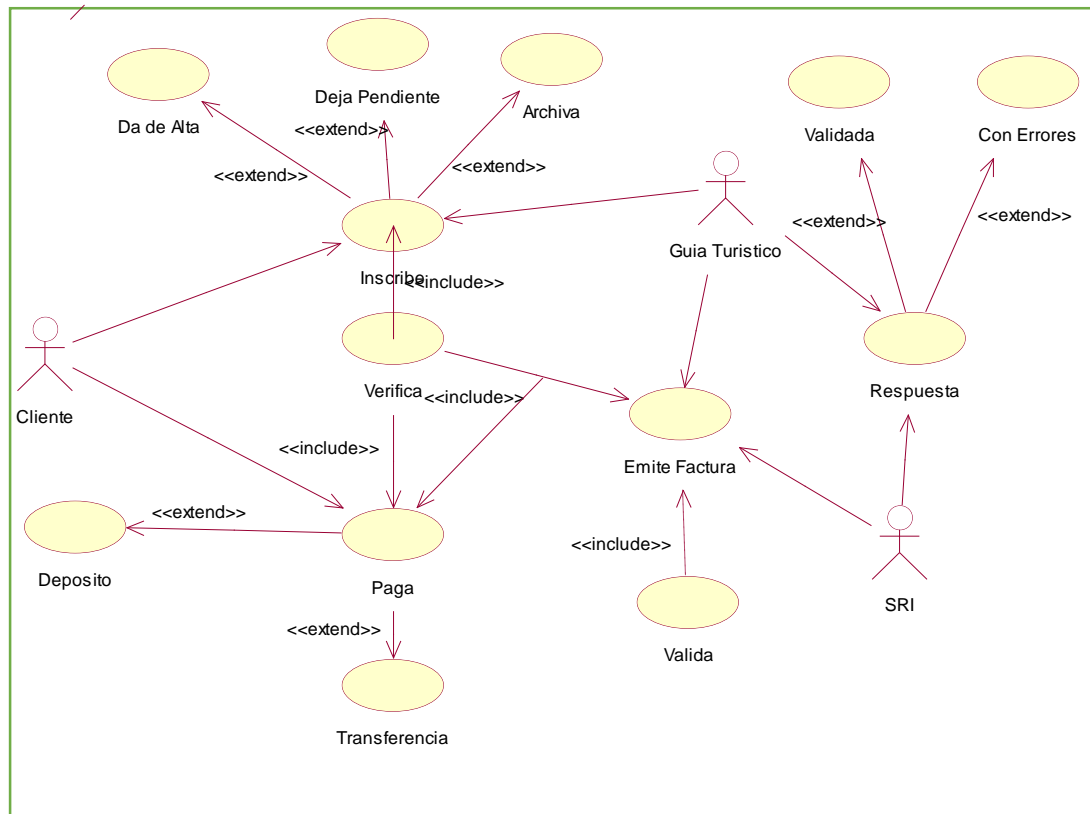 Deja Pendiente
Da de Alta
Archiva
Validada
Con Errores
<<extend>>
<<extend>>
<<extend>>
<<extend>>
<<extend>>
Guia Turistico
Inscribe
<<include>>
Verifica
<<include>>
Respuesta
Cliente
<<include>>
Emite Factura
<<extend>>
<<include>>
Deposito
Paga
SRI
<<extend>>
Valida
Transferencia